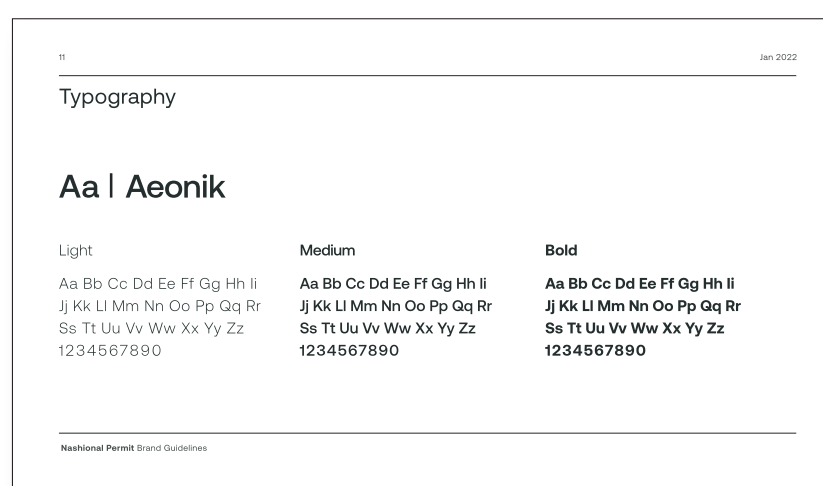 11
Jan 2022
Typography
Aa | Aeonik
Light
Aa Bb Cc Dd Ee Ff Gg Hh Ii
Jj Kk Ll Mm Nn Oo Pp Qq Rr
Ss Tt Uu Vv Ww Xx Yy Zz
1234567890
Medium
Aa Bb Cc Dd Ee Ff Gg Hh Ii
Jj Kk Ll Mm Nn Oo Pp Qq Rr
Ss Tt Uu Vv Ww Xx Yy Zz
1234567890
Bold
Aa Bb Cc Dd Ee Ff Gg Hh Ii
Jj Kk Ll Mm Nn Oo Pp Qq Rr
Ss Tt Uu Vv Ww Xx Yy Zz
1234567890
Nashional Permit Brand Guidelines